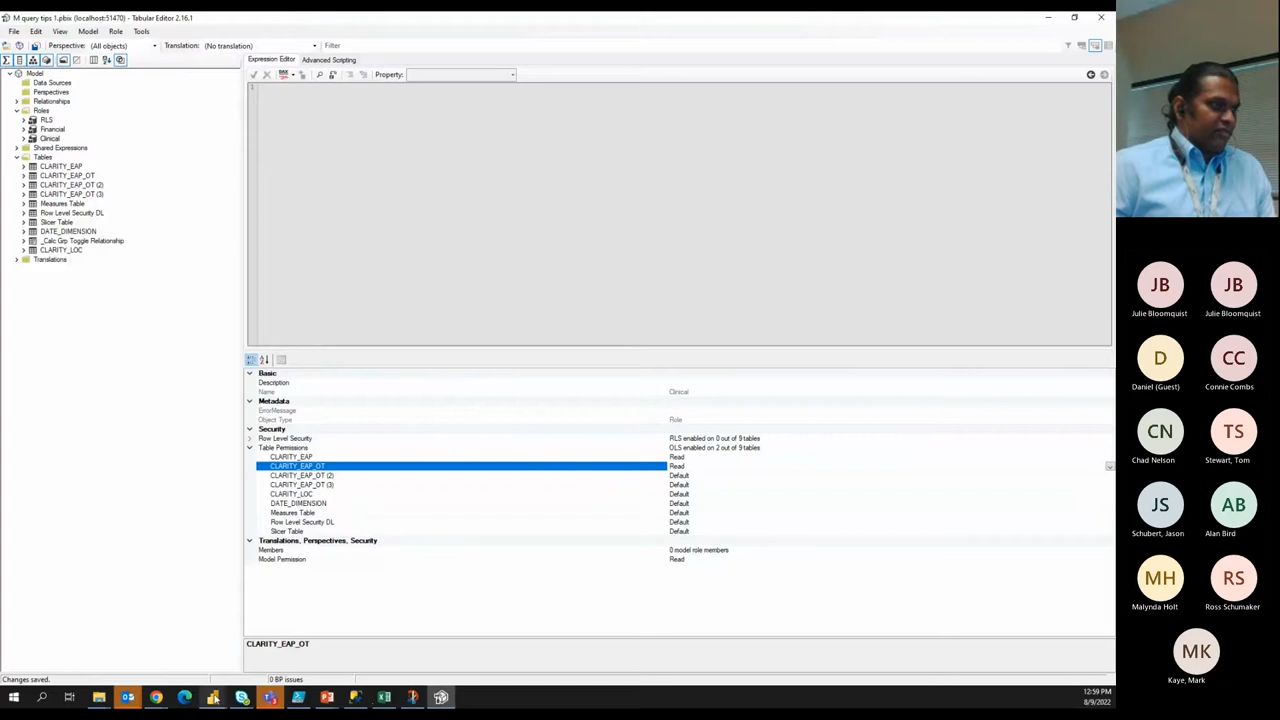 M query tips 1.pbix (localhost:51470) - Tabular Editor 2.16.1
File Edit View Model Role Tools
Perspective: (All objects) Translation: (No translation) Filter
Expression Editor Advanced Scripting
Property:
1
Model
Data Sources
Perspectives
Relationships
Roles
RLS
Financial
Clinical
Shared Expressions
Tables
CLARITY_EAP
CLARITY_EAP_OT
CLARITY_EAP_OT (2)
CLARITY_EAP_OT (3)
Measures Table
Row Level Security DL
Slicer Table
DATE_DIMENSION
_Calc Grp Toggle Relationship
CLARITY_LOC
Translations
Basic
Description
Name Clinical
Metadata
ErrorMessage
Object Type Role
Security
Row Level Security RLS enabled on 0 out of 9 tables
Table Permissions OLS enabled on 2 out of 9 tables
CLARITY_EAP Read
CLARITY_EAP_OT Read
CLARITY_EAP_OT (2) Default
CLARITY_EAP_OT (3) Default
CLARITY_LOC Default
DATE_DIMENSION Default
Measures Table Default
Row Level Security DL Default
Slicer Table Default
Translations, Perspectives, Security
Members 0 model role members
Model Permission Read
CLARITY_EAP_OT
Changes saved. 0 BP issues
12:59 PM
8/9/2022
JB JB
Julie Bloomquist Julie Bloomquist
D CC
Daniel (Guest) Connie Combs
CN TS
Chad Nelson Stewart, Tom
JS AB
Schubert, Jason Alan Bird
MH RS
Malynda Holt Ross Schumaker
MK
Kaye, Mark